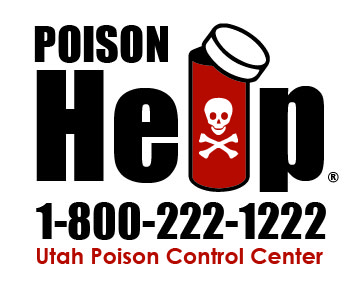 POISON
Help®
1-800-222-1222
Utah Poison Control Center